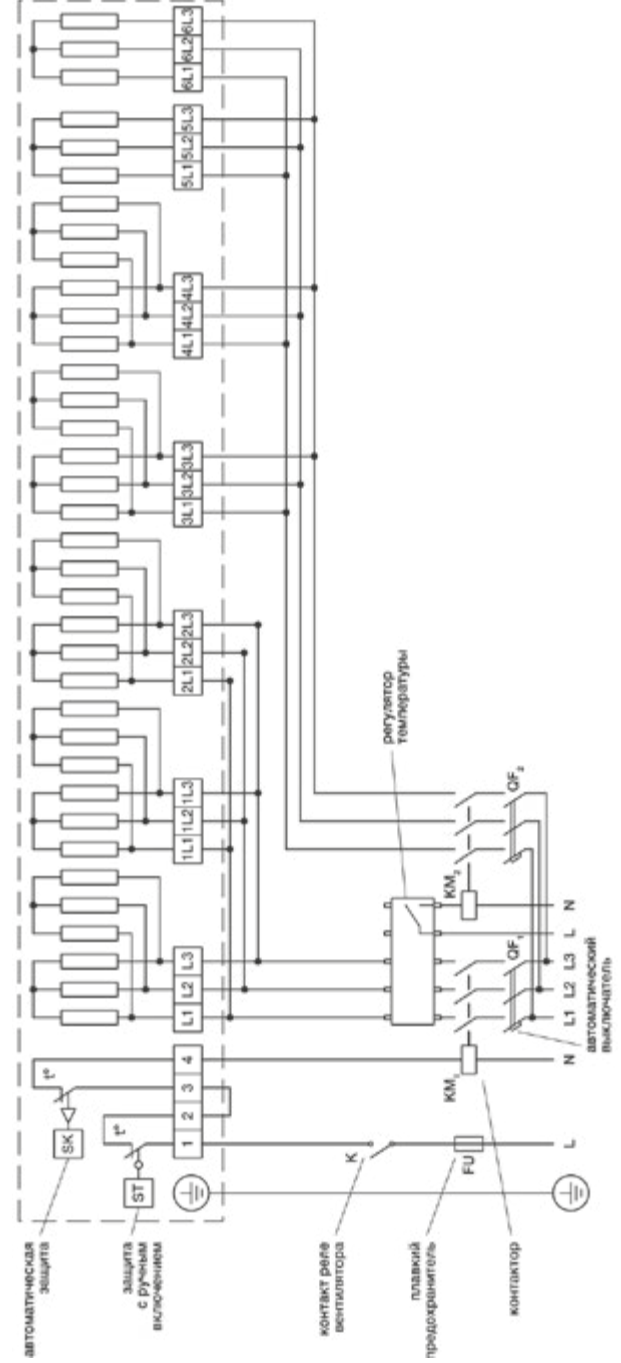 автоматическая
защита
защита
с ручным
включением
контакт реле
вентилятора
плавкий
предохранитель
контактор
SK
t°
ST
t°
1 2 3 4
L1 L2 L3
1L1 1L2 1L3
2L1 2L2 2L3
3L1 3L2 3L3
4L1 4L2 4L3
5L1 5L2 5L3
6L1 6L2 6L3
регулятор
температуры
K
FU
KM1
KM2
QF1
QF2
L N L1 L2 L3 L N
автоматический
выключатель